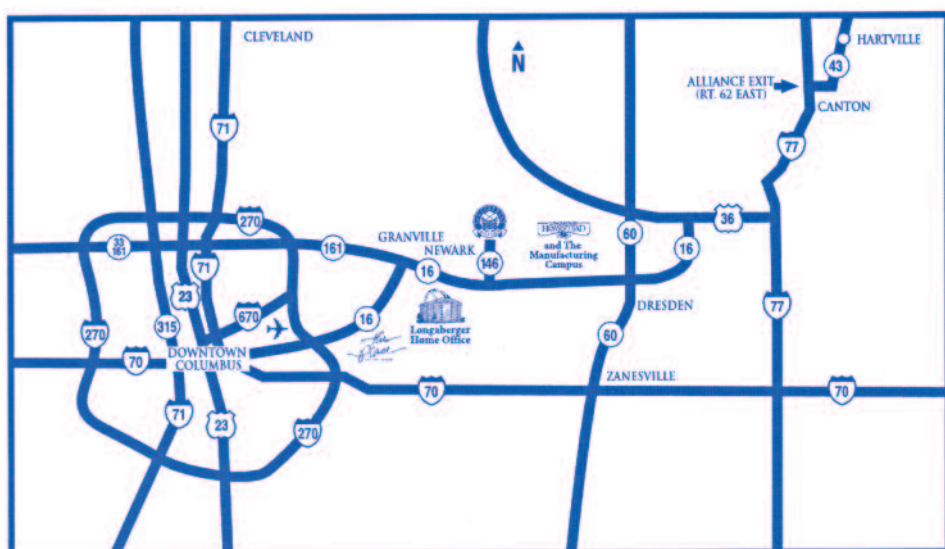 CLEVELAND
N
HARTVILLE
43
ALLIANCE EXIT
(RT. 62 EAST)
CANTON
71
77
270
36
33
161
161
GRANVILLE
NEWARK
16
146
HOMESTEAD
and The
Manufacturing
Campus
60
16
71
23
670
315
16
Longaberger
Home Office
DRESDEN
77
270
60
DOWNTOWN
COLUMBUS
70
ZANESVILLE
70
70
71
23
270